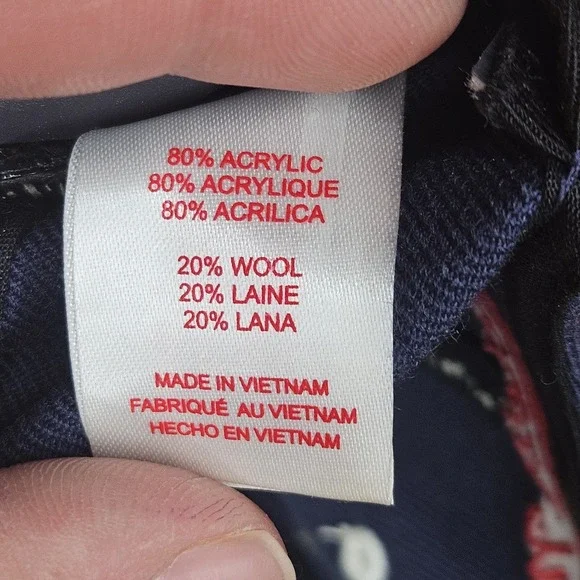 80% ACRYLIC
80% ACRYLIQUE
80% ACRILICA
20% WOOL
20% LAINE
20% LANA
MADE IN VIETNAM
FABRIQUÉ AU VIETNAM
HECHO EN VIETNAM